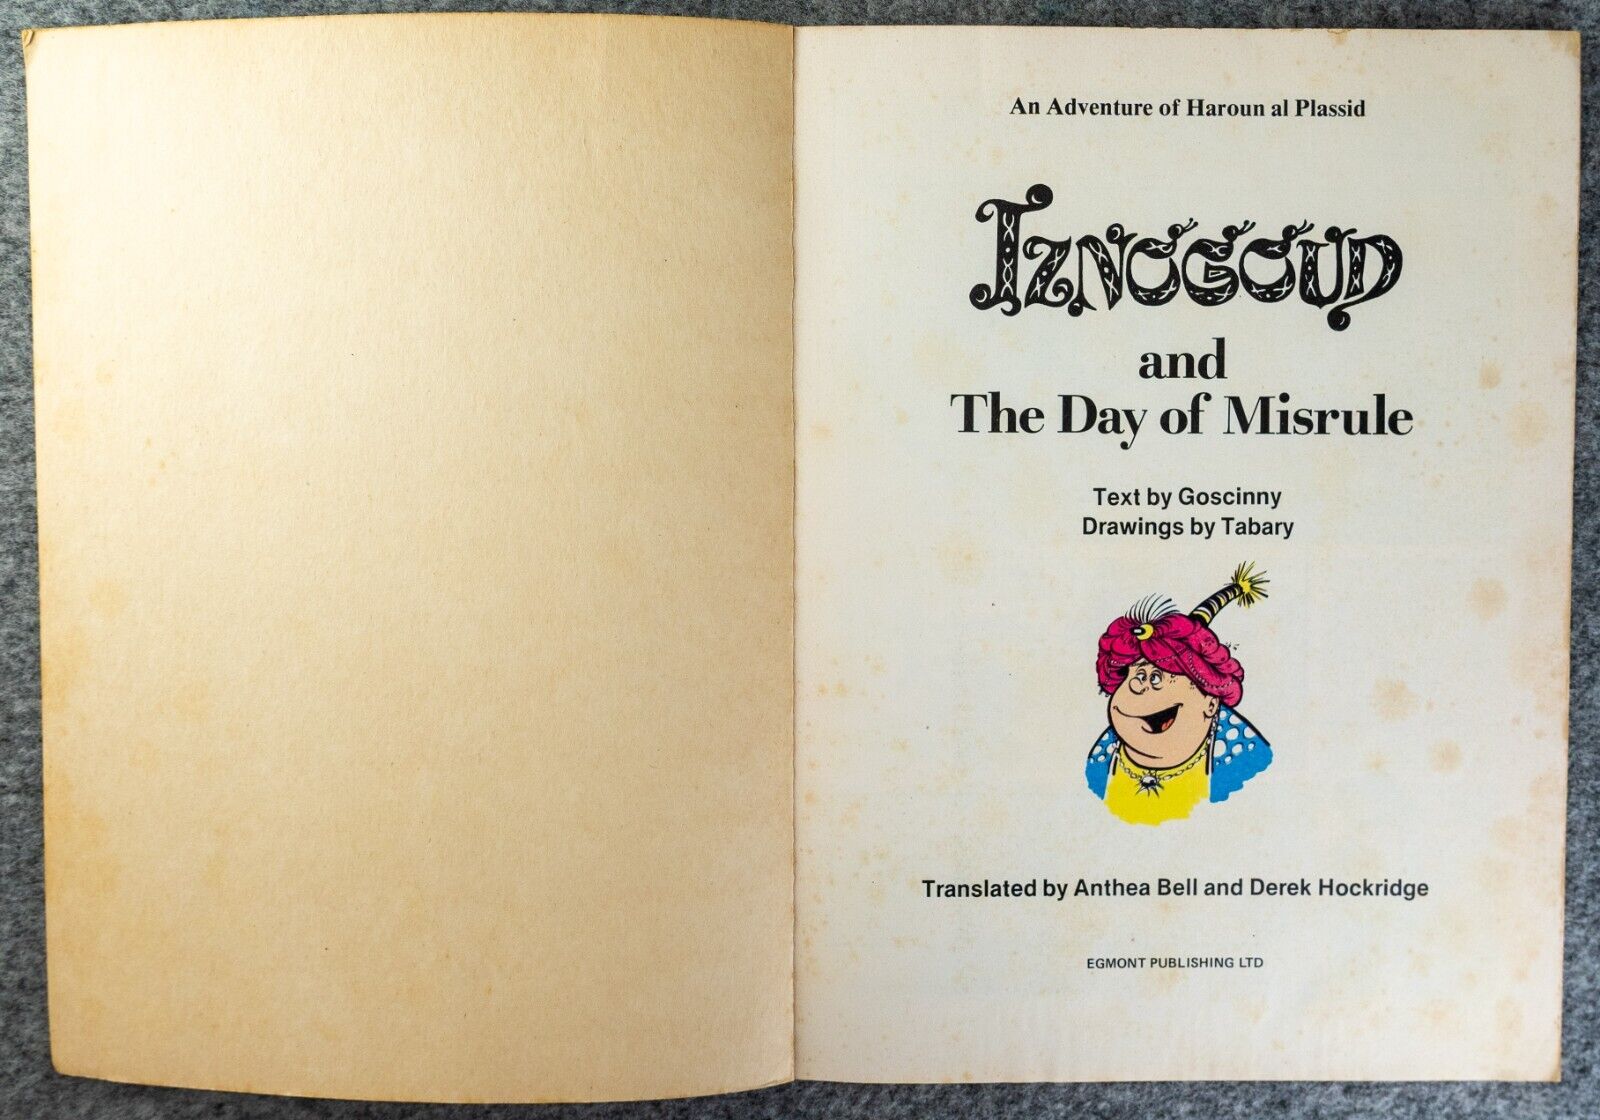 An Adventure of Haroun al Plassid
IZNOGOUD
and
The Day of Misrule
Text by Goscinny
Drawings by Tabary
Translated by Anthea Bell and Derek Hockridge
EGMONT PUBLISHING LTD